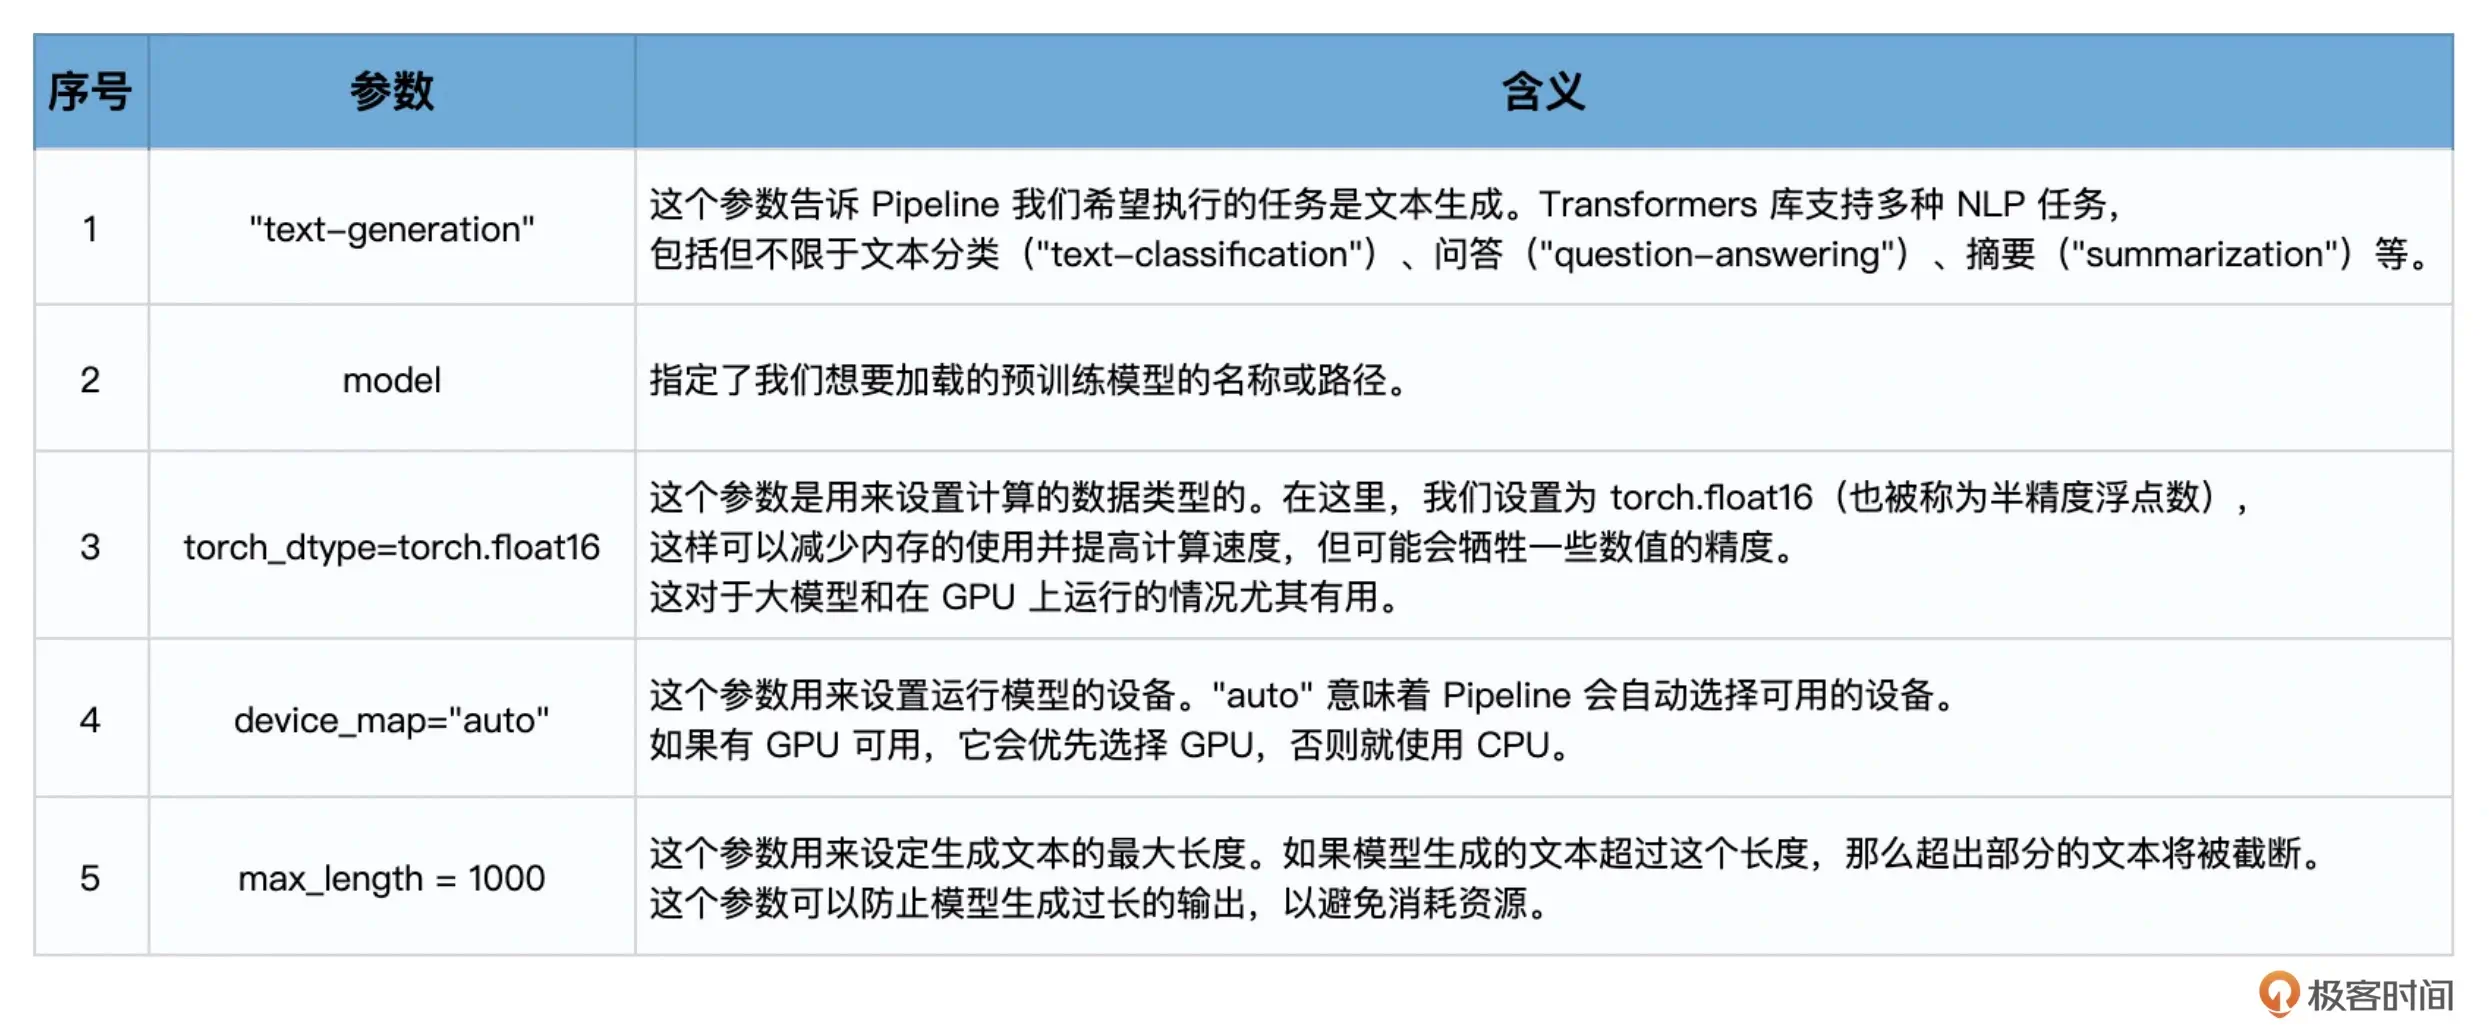 序号 参数 含义
1 "text-generation" 这个参数告诉 Pipeline 我们希望执行的任务是文本生成。Transformers 库支持多种 NLP 任务，
包括但不限于文本分类（"text-classification"）、问答（"question-answering"）、摘要（"summarization"）等。
2 model 指定了我们想要加载的预训练模型的名称或路径。
3 torch_dtype=torch.float16 这个参数是用来设置计算的数据类型的。在这里，我们设置为 torch.float16（也被称为半精度浮点数），
这样可以减少内存的使用并提高计算速度，但可能会牺牲一些数值的精度。
这对于大模型和在 GPU 上运行的情况尤其有用。
4 device_map="auto" 这个参数用来设置运行模型的设备。"auto" 意味着 Pipeline 会自动选择可用的设备。
如果有 GPU 可用，它会优先选择 GPU，否则就使用 CPU。
5 max_length = 1000 这个参数用来设定生成文本的最大长度。如果模型生成的文本超过这个长度，那么超出部分的文本将被截断。
这个参数可以防止模型生成过长的输出，以避免消耗资源。
极客时间